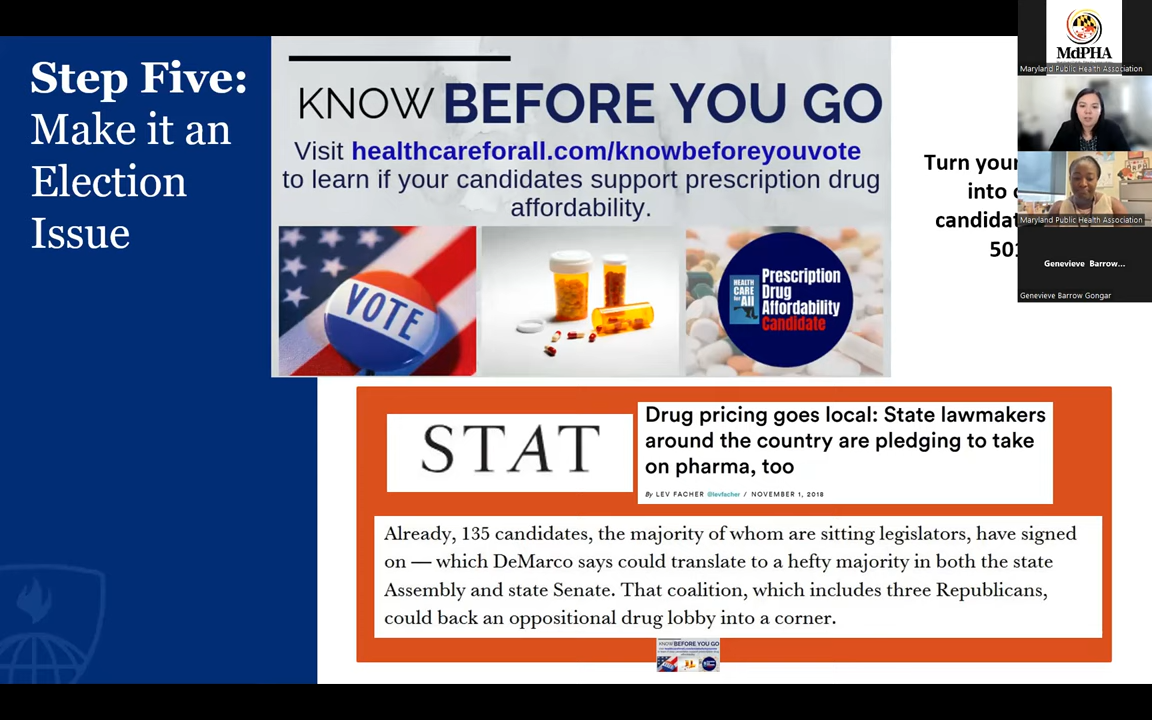 Step Five:
Make it an
Election
Issue
KNOW BEFORE YOU GO
Visit healthcareforall.com/knowbeforeyouvote
to learn if your candidates support prescription drug
affordability.
VOTE
HEALTH
CARE
for
All
Prescription
Drug
Affordability
Candidate
Turn your
into
candidat
501
MdPHA
Maryland Public Health Association
Maryland Public Health Association
Genevieve Barrow...
Genevieve Barrow Gongar
STAT
Drug pricing goes local: State lawmakers
around the country are pledging to take
on pharma, too
By LEV FACHER @levfacher / NOVEMBER 1, 2018
Already, 135 candidates, the majority of whom are sitting legislators, have signed
on — which DeMarco says could translate to a hefty majority in both the state
Assembly and state Senate. That coalition, which includes three Republicans,
could back an oppositional drug lobby into a corner.
KNOW BEFORE YOU GO